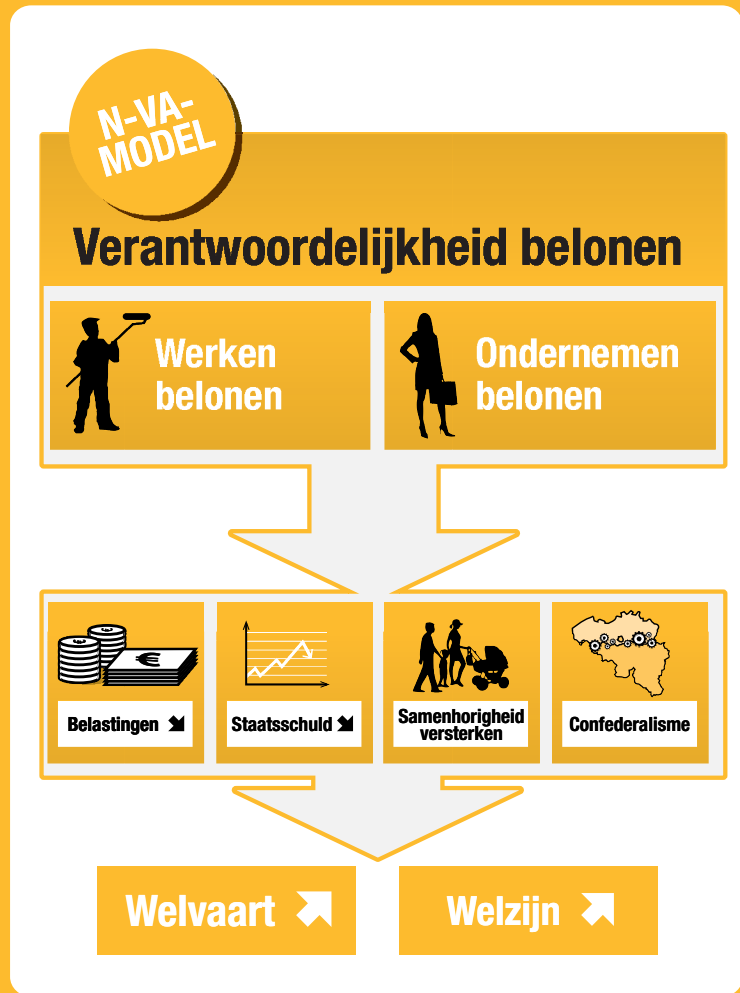 N-VA-
MODEL
Verantwoordelijkheid belonen
Werken
belonen
Ondernemen
belonen
€
Belastingen
Staatsschuld
Samenhorigheid
versterken
Confederalisme
Welvaart
Welzijn